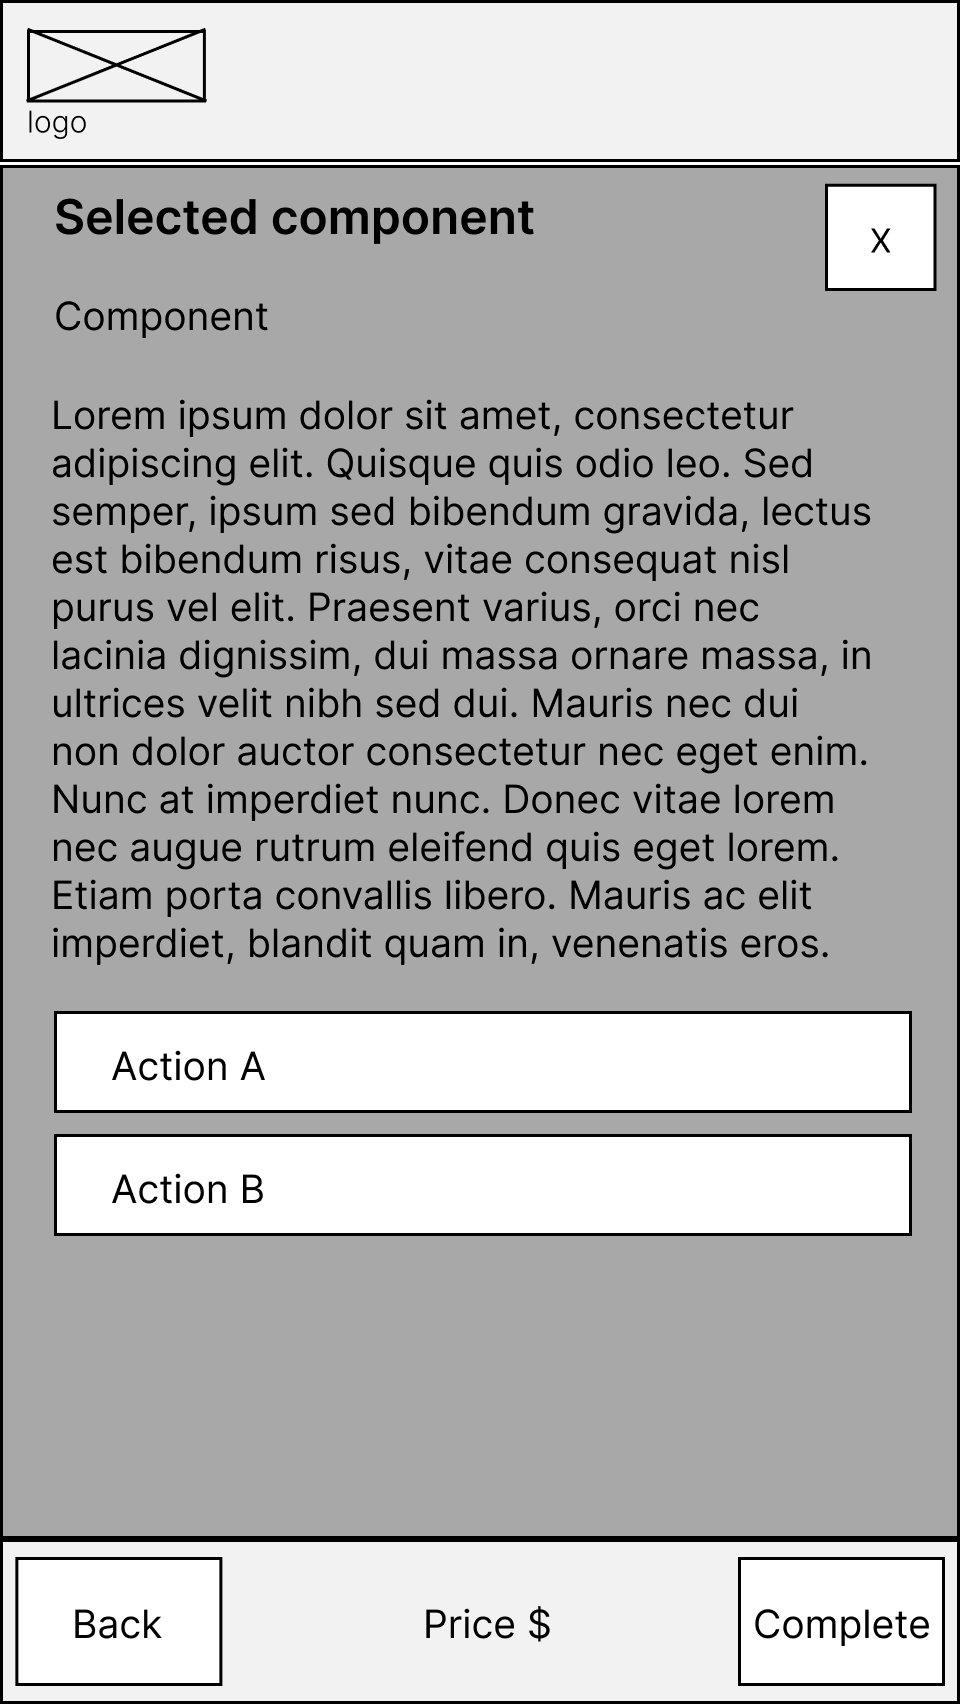 logo
Selected component
X
Component
Lorem ipsum dolor sit amet, consectetur
adipiscing elit. Quisque quis odio leo. Sed
semper, ipsum sed bibendum gravida, lectus
est bibendum risus, vitae consequat nisl
purus vel elit. Praesent varius, orci nec
lacinia dignissim, dui massa ornare massa, in
ultrices velit nibh sed dui. Mauris nec dui
non dolor auctor consectetur nec eget enim.
Nunc at imperdiet nunc. Donec vitae lorem
nec augue rutrum eleifend quis eget lorem.
Etiam porta convallis libero. Mauris ac elit
imperdiet, blandit quam in, venenatis eros.
Action A
Action B
Back
Price $
Complete